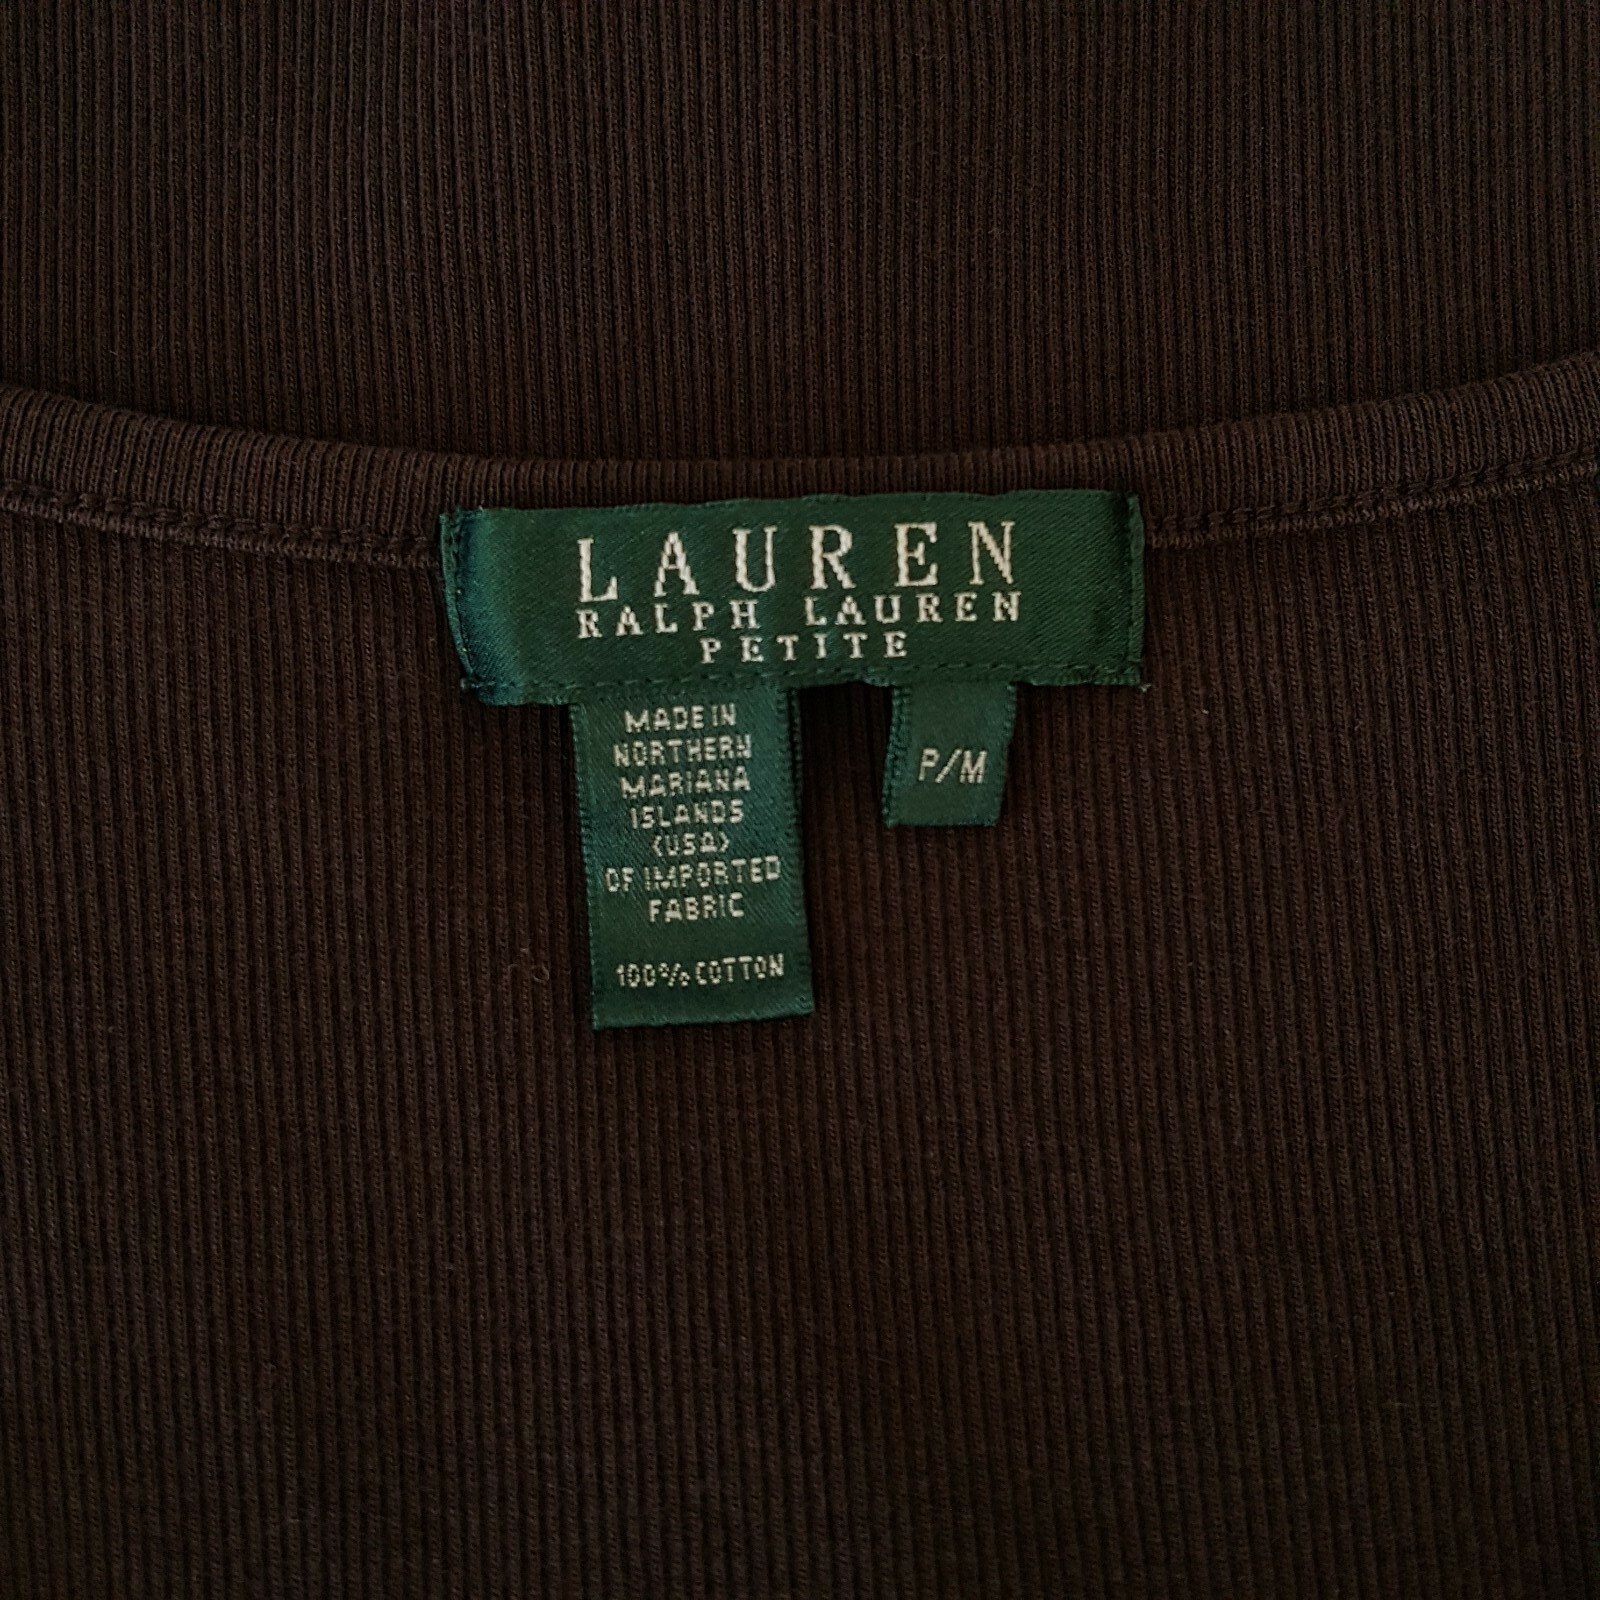 LAUREN
RALPH LAUREN
PETITE
MADE IN
NORTHERN
MARIANA
ISLANDS
(USA)
OF IMPORTED
FABRIC
100% COTTON
P/M